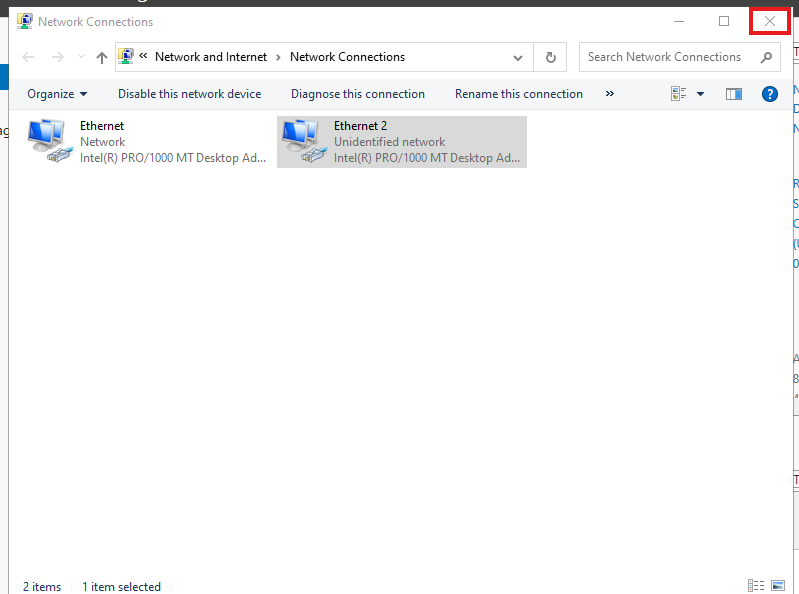 Network Connections
« Network and Internet > Network Connections
Search Network Connections
Organize
Disable this network device
Diagnose this connection
Rename this connection
»
?
Ethernet
Network
Intel(R) PRO/1000 MT Desktop Ad...
Ethernet 2
Unidentified network
Intel(R) PRO/1000 MT Desktop Ad...
2 items
1 item selected